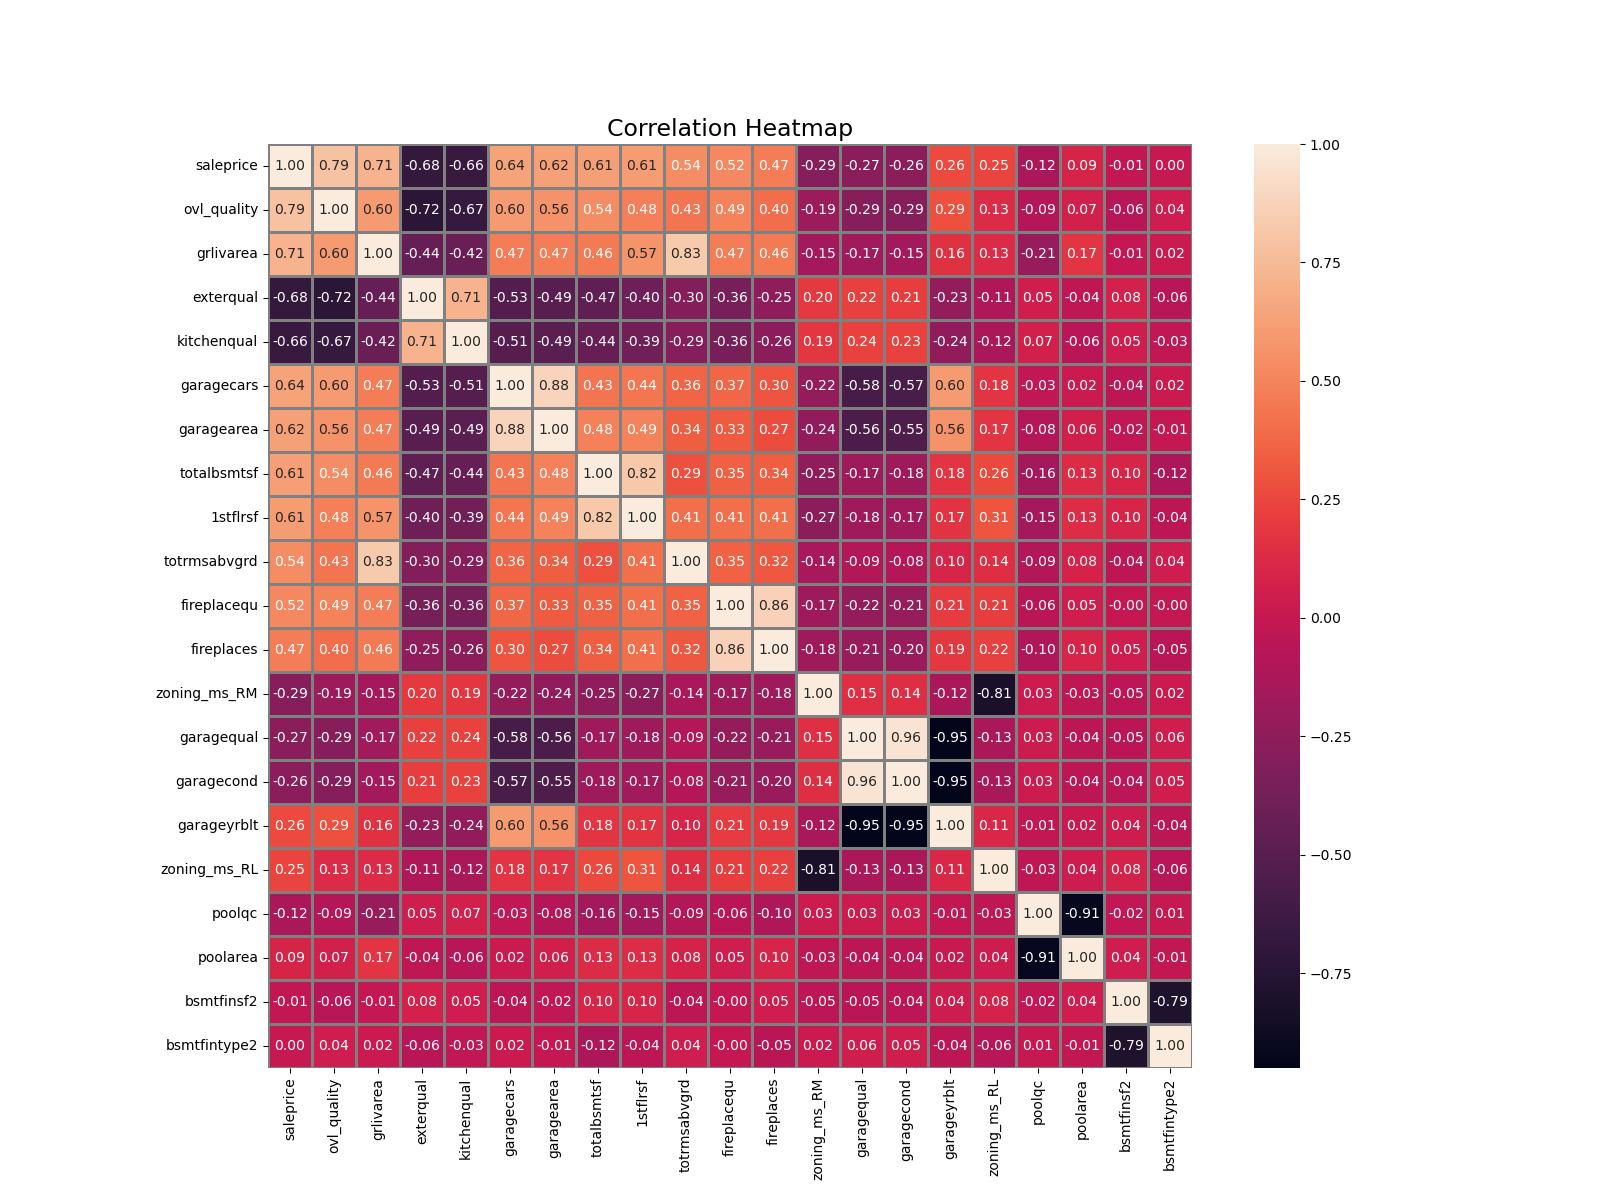 Correlation Heatmap
saleprice 1.00 0.79 0.71 -0.68 -0.66 0.64 0.62 0.61 0.61 0.54 0.52 0.47 -0.29 -0.27 -0.26 0.26 0.25 -0.12 0.09 -0.01 0.00
ovl_quality 0.79 1.00 0.60 -0.72 -0.67 0.60 0.56 0.54 0.48 0.43 0.49 0.40 -0.19 -0.29 -0.29 0.29 0.13 -0.09 0.07 -0.06 0.04
grlivarea 0.71 0.60 1.00 -0.44 -0.42 0.47 0.47 0.46 0.57 0.83 0.47 0.46 -0.15 -0.17 -0.15 0.16 0.13 -0.21 0.17 -0.01 0.02
exterqual -0.68 -0.72 -0.44 1.00 0.71 -0.53 -0.49 -0.47 -0.40 -0.30 -0.36 -0.25 0.20 0.22 0.21 -0.23 -0.11 0.05 -0.04 0.08 -0.06
kitchenqual -0.66 -0.67 -0.42 0.71 1.00 -0.51 -0.49 -0.44 -0.39 -0.29 -0.36 -0.26 0.19 0.24 0.23 -0.24 -0.12 0.07 -0.06 0.05 -0.03
garagecars 0.64 0.60 0.47 -0.53 -0.51 1.00 0.88 0.43 0.44 0.36 0.37 0.30 -0.22 -0.58 -0.57 0.60 0.18 -0.03 0.02 -0.04 0.02
garagearea 0.62 0.56 0.47 -0.49 -0.49 0.88 1.00 0.48 0.49 0.34 0.33 0.27 -0.24 -0.56 -0.55 0.56 0.17 -0.08 0.06 -0.02 -0.01
totalbsmtsf 0.61 0.54 0.46 -0.47 -0.44 0.43 0.48 1.00 0.82 0.29 0.35 0.34 -0.25 -0.17 -0.18 0.18 0.26 -0.16 0.13 0.10 -0.12
1stflrsf 0.61 0.48 0.57 -0.40 -0.39 0.44 0.49 0.82 1.00 0.41 0.41 0.41 -0.27 -0.18 -0.17 0.17 0.31 -0.15 0.13 0.10 -0.04
totrmsabvgrd 0.54 0.43 0.83 -0.30 -0.29 0.36 0.34 0.29 0.41 1.00 0.35 0.32 -0.14 -0.09 -0.08 0.10 0.14 -0.09 0.08 -0.04 0.04
fireplacequ 0.52 0.49 0.47 -0.36 -0.36 0.37 0.33 0.35 0.41 0.35 1.00 0.86 -0.17 -0.22 -0.21 0.21 0.21 -0.06 0.05 -0.00 -0.00
fireplaces 0.47 0.40 0.46 -0.25 -0.26 0.30 0.27 0.34 0.41 0.32 0.86 1.00 -0.18 -0.21 -0.20 0.19 0.22 -0.10 0.10 0.05 -0.05
zoning_ms_RM -0.29 -0.19 -0.15 0.20 0.19 -0.22 -0.24 -0.25 -0.27 -0.14 -0.17 -0.18 1.00 0.15 0.14 -0.12 -0.81 0.03 -0.03 -0.05 0.02
garagequal -0.27 -0.29 -0.17 0.22 0.24 -0.58 -0.56 -0.17 -0.18 -0.09 -0.22 -0.21 0.15 1.00 0.96 -0.95 -0.13 0.03 -0.04 -0.05 0.06
garagecond -0.26 -0.29 -0.15 0.21 0.23 -0.57 -0.55 -0.18 -0.17 -0.08 -0.21 -0.20 0.14 0.96 1.00 -0.95 -0.13 0.03 -0.04 -0.04 0.05
garageyrblt 0.26 0.29 0.16 -0.23 -0.24 0.60 0.56 0.18 0.17 0.10 0.21 0.19 -0.12 -0.95 -0.95 1.00 0.11 -0.01 0.02 0.04 -0.04
zoning_ms_RL 0.25 0.13 0.13 -0.11 -0.12 0.18 0.17 0.26 0.31 0.14 0.21 0.22 -0.81 -0.13 -0.13 0.11 1.00 -0.03 0.04 0.08 -0.06
poolqc -0.12 -0.09 -0.21 0.05 0.07 -0.03 -0.08 -0.16 -0.15 -0.09 -0.06 -0.10 0.03 0.03 0.03 -0.01 -0.03 1.00 -0.91 -0.02 0.01
poolarea 0.09 0.07 0.17 -0.04 -0.06 0.02 0.06 0.13 0.13 0.08 0.05 0.10 -0.03 -0.04 -0.04 0.02 0.04 -0.91 1.00 0.04 -0.01
bsmtfinsf2 -0.01 -0.06 -0.01 0.08 0.05 -0.04 -0.02 0.10 0.10 -0.04 -0.00 0.05 -0.05 -0.05 -0.04 0.04 0.08 -0.02 0.04 1.00 -0.79
bsmtfintype2 0.00 0.04 0.02 -0.06 -0.03 0.02 -0.01 -0.12 -0.04 0.04 -0.00 -0.05 0.02 0.06 0.05 -0.04 -0.06 0.01 -0.01 -0.79 1.00
saleprice
ovl_quality
grlivarea
exterqual
kitchenqual
garagecars
garagearea
totalbsmtsf
1stflrsf
totrmsabvgrd
fireplacequ
fireplaces
zoning_ms_RM
garagequal
garagecond
garageyrblt
zoning_ms_RL
poolqc
poolarea
bsmtfinsf2
bsmtfintype2
1.00
0.75
0.50
0.25
0.00
−0.25
−0.50
−0.75